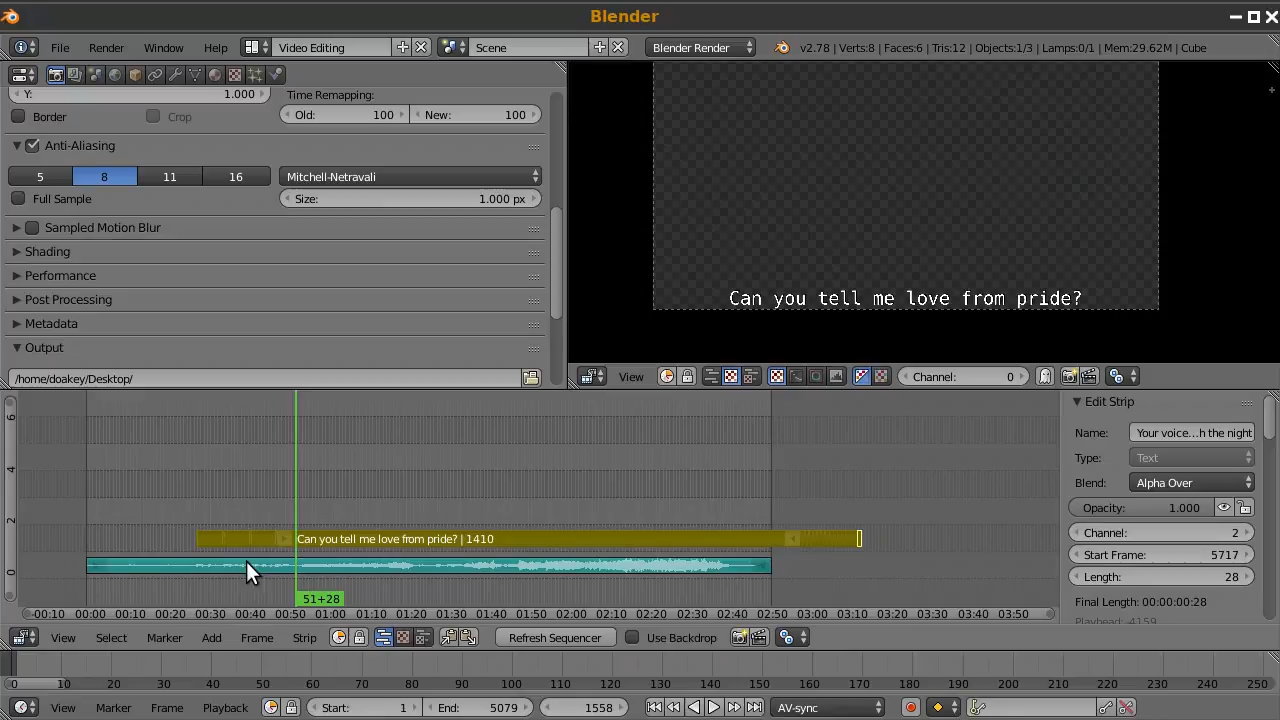 Blender
File Render Window Help Video Editing Scene Blender Render v2.78 | Verts:8 | Faces:6 | Tris:12 | Objects:1/3 | Lamps:0/1 | Mem:29.62M | Cube
Y: 1.000
Time Remapping:
Border Crop Old: 100 New: 100
Anti-Aliasing
5 8 11 16 Mitchell-Netravali
Full Sample Size: 1.000 px
Sampled Motion Blur
Shading
Performance
Post Processing
Metadata
Output
/home/doakey/Desktop/
Can you tell me love from pride?
View Channel: 0
6
4
2
0
Can you tell me love from pride? | 1410
51+28
-00:10 00:00 00:10 00:20 00:30 00:40 00:50 01:00 01:10 01:20 01:30 01:40 01:50 02:00 02:10 02:20 02:30 02:40 02:50 03:00 03:10 03:20 03:30 03:40 03:50
Edit Strip
Name: Your voice...h the night
Type: Text
Blend: Alpha Over
Opacity: 1.000
Channel: 2
Start Frame: 5717
Length: 28
Final Length: 00:00:00:28
Playhead: -4159
View Select Marker Add Frame Strip Refresh Sequencer Use Backdrop
0 10 20 30 40 50 60 70 80 90 100 110 120 130 140 150 160 170 180 190 200 210 220 230 240 250
View Marker Frame Playback Start: 1 End: 5079 1558 AV-sync